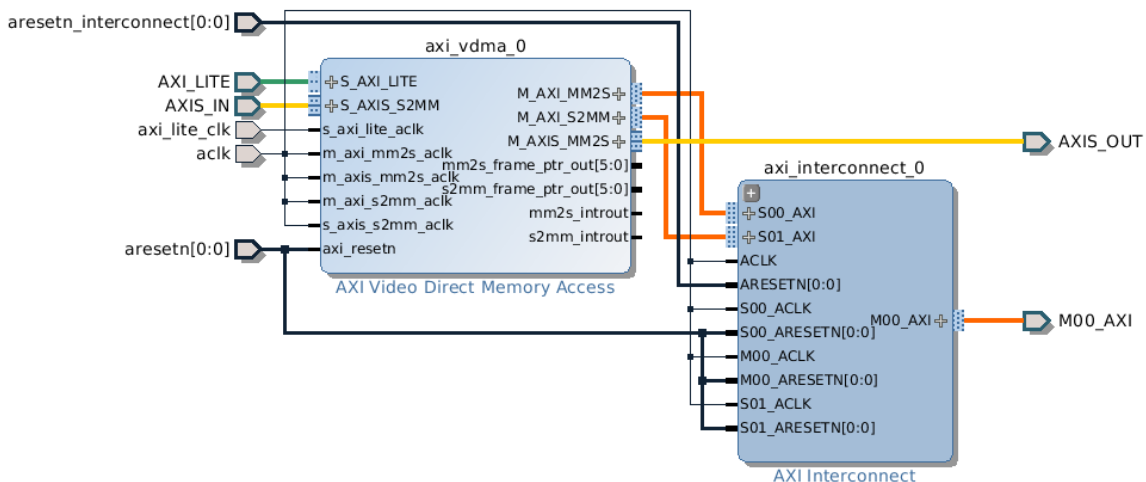 aresetn_interconnect[0:0]
axi_vdma_0
AXI_LITE
S_AXI_LITE
AXIS_IN
S_AXIS_S2MM
axi_lite_clk
s_axi_lite_aclk
aclk
m_axi_mm2s_aclk
m_axis_mm2s_aclk
m_axi_s2mm_aclk
s_axis_s2mm_aclk
aresetn[0:0]
axi_resetn
M_AXI_MM2S
M_AXI_S2MM
M_AXIS_MM2S
mm2s_frame_ptr_out[5:0]
s2mm_frame_ptr_out[5:0]
mm2s_introut
s2mm_introut
AXI Video Direct Memory Access
AXIS_OUT
axi_interconnect_0
S00_AXI
S01_AXI
ACLK
ARESETN[0:0]
S00_ACLK
S00_ARESETN[0:0]
M00_ACLK
M00_ARESETN[0:0]
S01_ACLK
S01_ARESETN[0:0]
M00_AXI
M00_AXI
AXI Interconnect